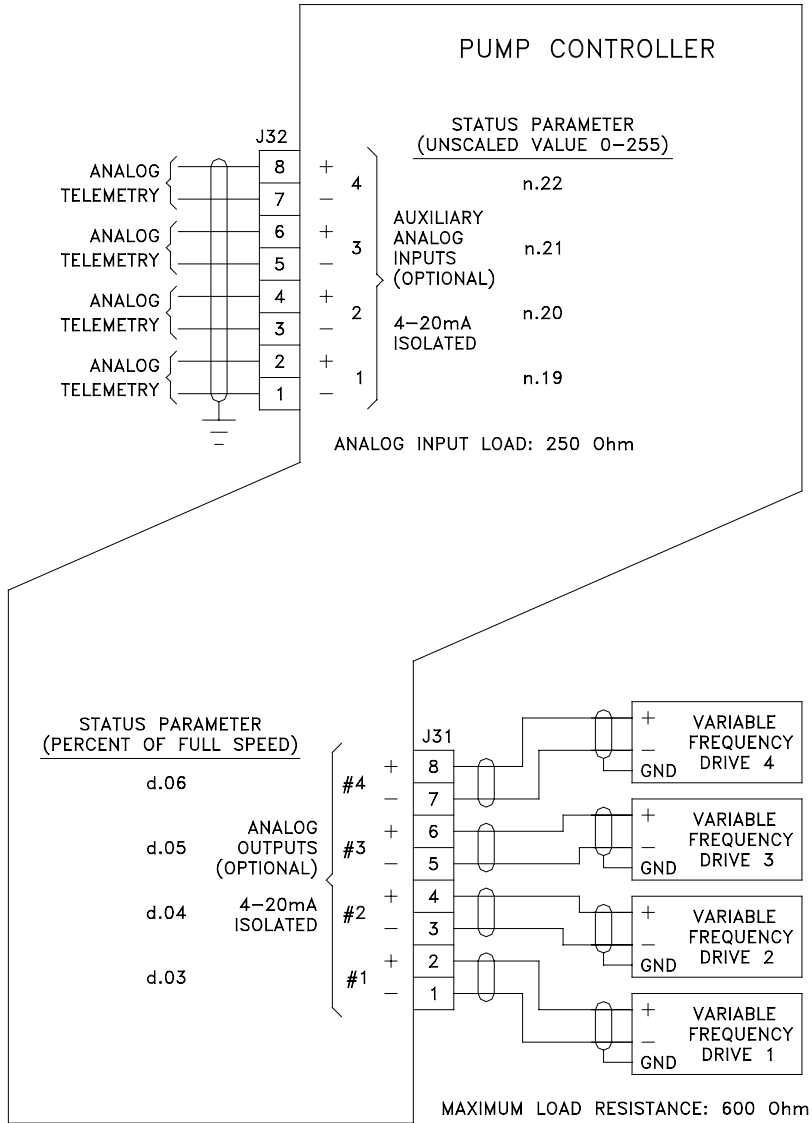 PUMP CONTROLLER
STATUS PARAMETER
(UNSCALED VALUE 0-255)
J32
ANALOG
TELEMETRY
8 + 4 n.22
7 -
ANALOG
TELEMETRY
6 + 3 n.21
5 -
ANALOG
TELEMETRY
4 + 2 n.20
3 -
ANALOG
TELEMETRY
2 + 1 n.19
1 -
AUXILIARY
ANALOG
INPUTS
(OPTIONAL)
4-20mA
ISOLATED
ANALOG INPUT LOAD: 250 Ohm
STATUS PARAMETER
(PERCENT OF FULL SPEED)
d.06
d.05
d.04
d.03
ANALOG
OUTPUTS
(OPTIONAL)
4-20mA
ISOLATED
J31
#4 + 8
- 7
#3 + 6
- 5
#2 + 4
- 3
#1 + 2
- 1
+ VARIABLE
- FREQUENCY
GND DRIVE 4
+ VARIABLE
- FREQUENCY
GND DRIVE 3
+ VARIABLE
- FREQUENCY
GND DRIVE 2
+ VARIABLE
- FREQUENCY
GND DRIVE 1
MAXIMUM LOAD RESISTANCE: 600 Ohm